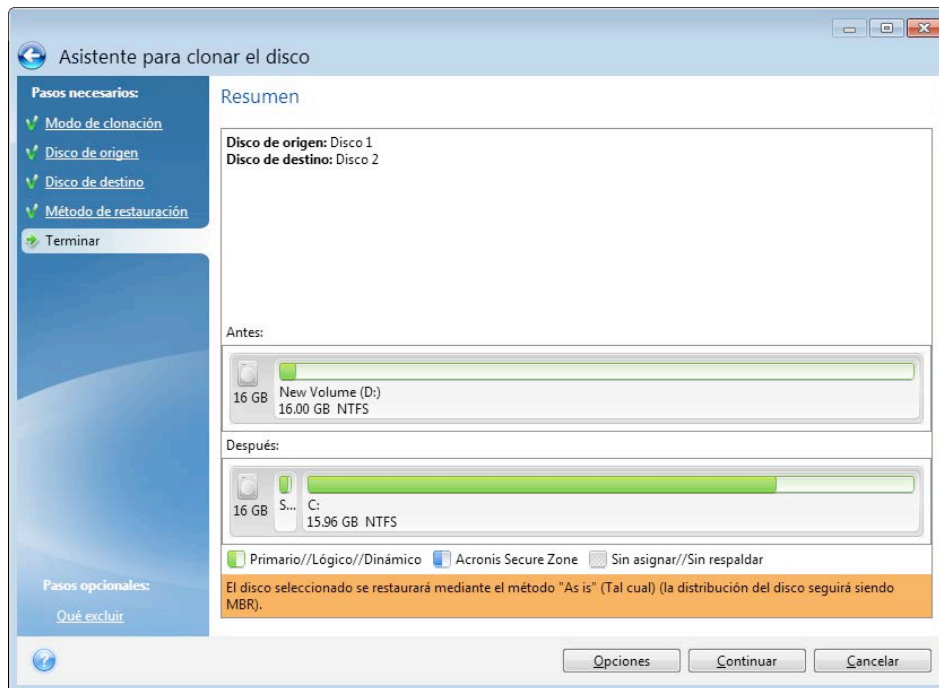 Asistente para clonar el disco
Pasos necesarios:
Modo de clonación
Disco de origen
Disco de destino
Método de restauración
Terminar
Resumen
Disco de origen: Disco 1
Disco de destino: Disco 2
Antes:
16 GB
New Volume (D:)
16.00 GB NTFS
Después:
16 GB
S...
C:
15.96 GB NTFS
Primario//Lógico//Dinámico
Acronis Secure Zone
Sin asignar//Sin respaldar
El disco seleccionado se restaurará mediante el método "As is" (Tal cual) (la distribución del disco seguirá siendo
MBR).
Pasos opcionales:
Qué excluir
Opciones
Continuar
Cancelar